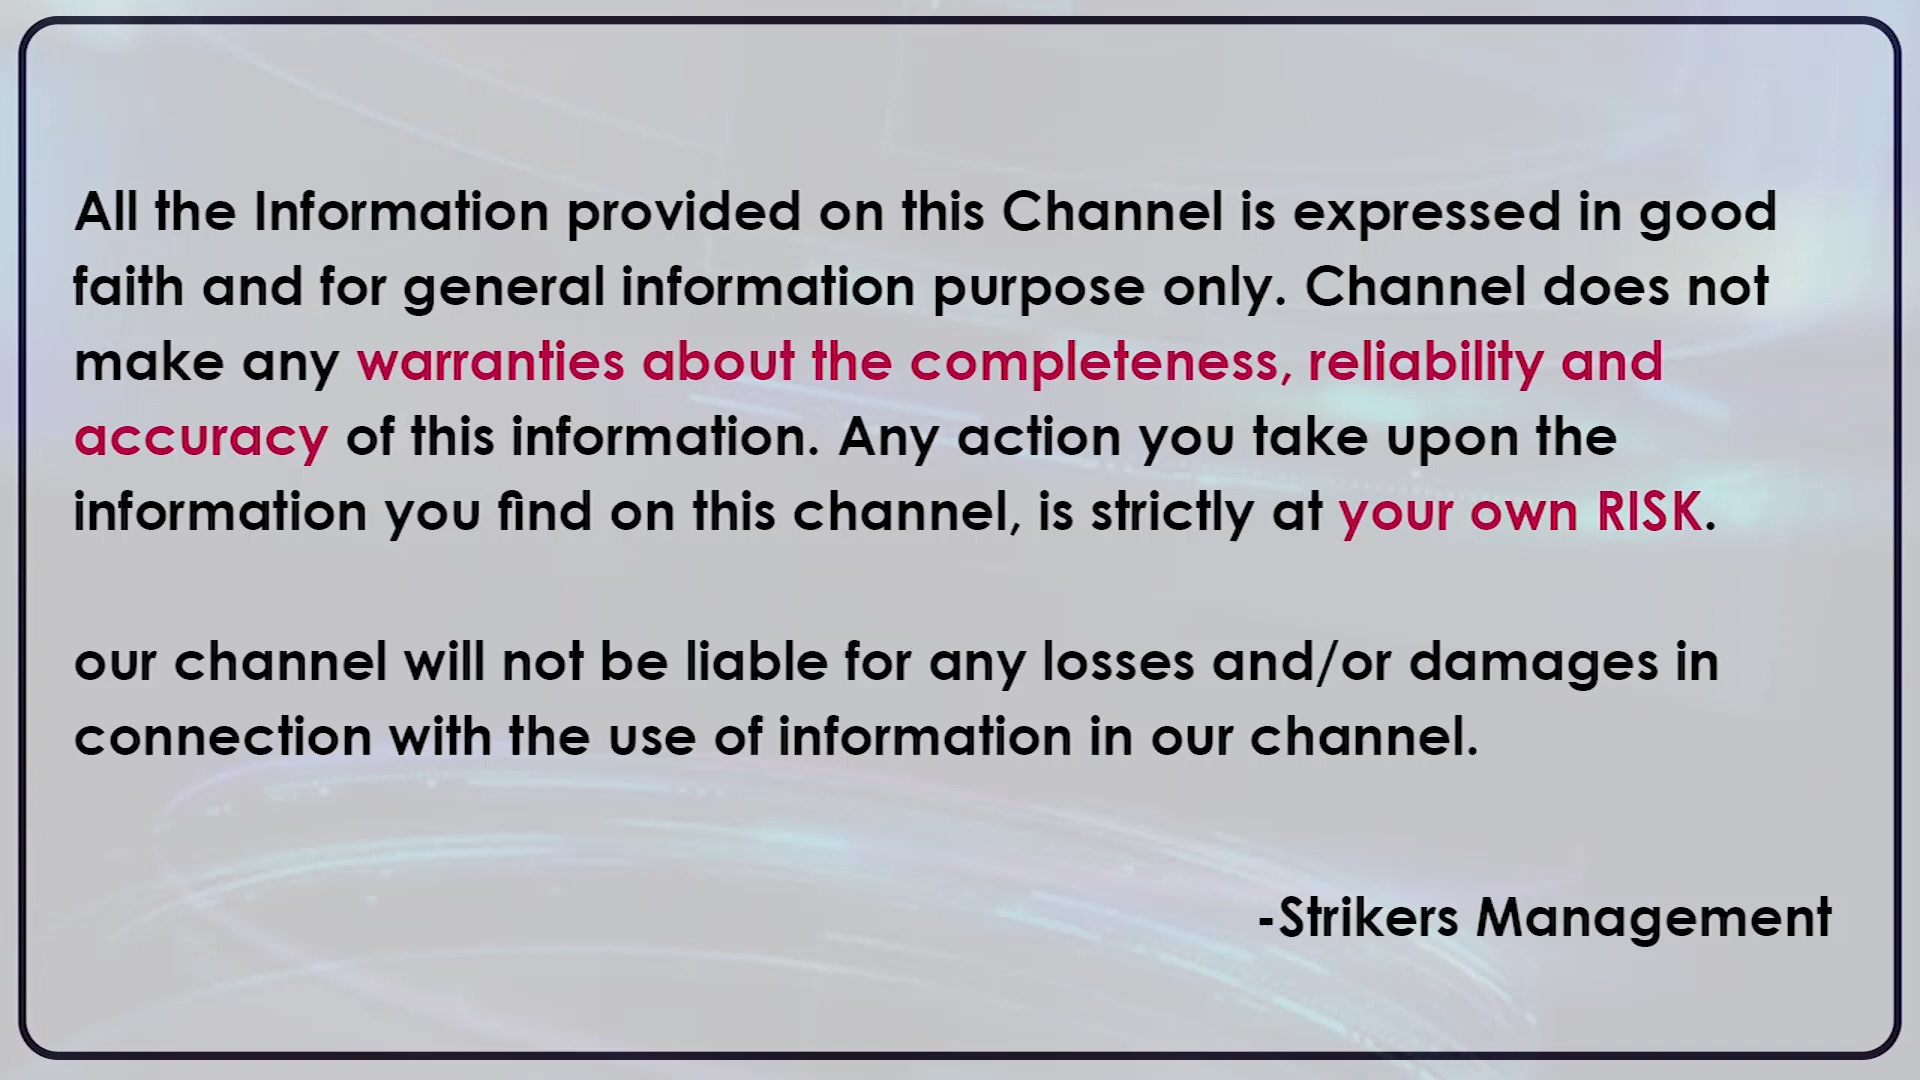 All the Information provided on this Channel is expressed in good
faith and for general information purpose only. Channel does not
make any warranties about the completeness, reliability and
accuracy of this information. Any action you take upon the
information you find on this channel, is strictly at your own RISK.
our channel will not be liable for any losses and/or damages in
connection with the use of information in our channel.
-Strikers Management